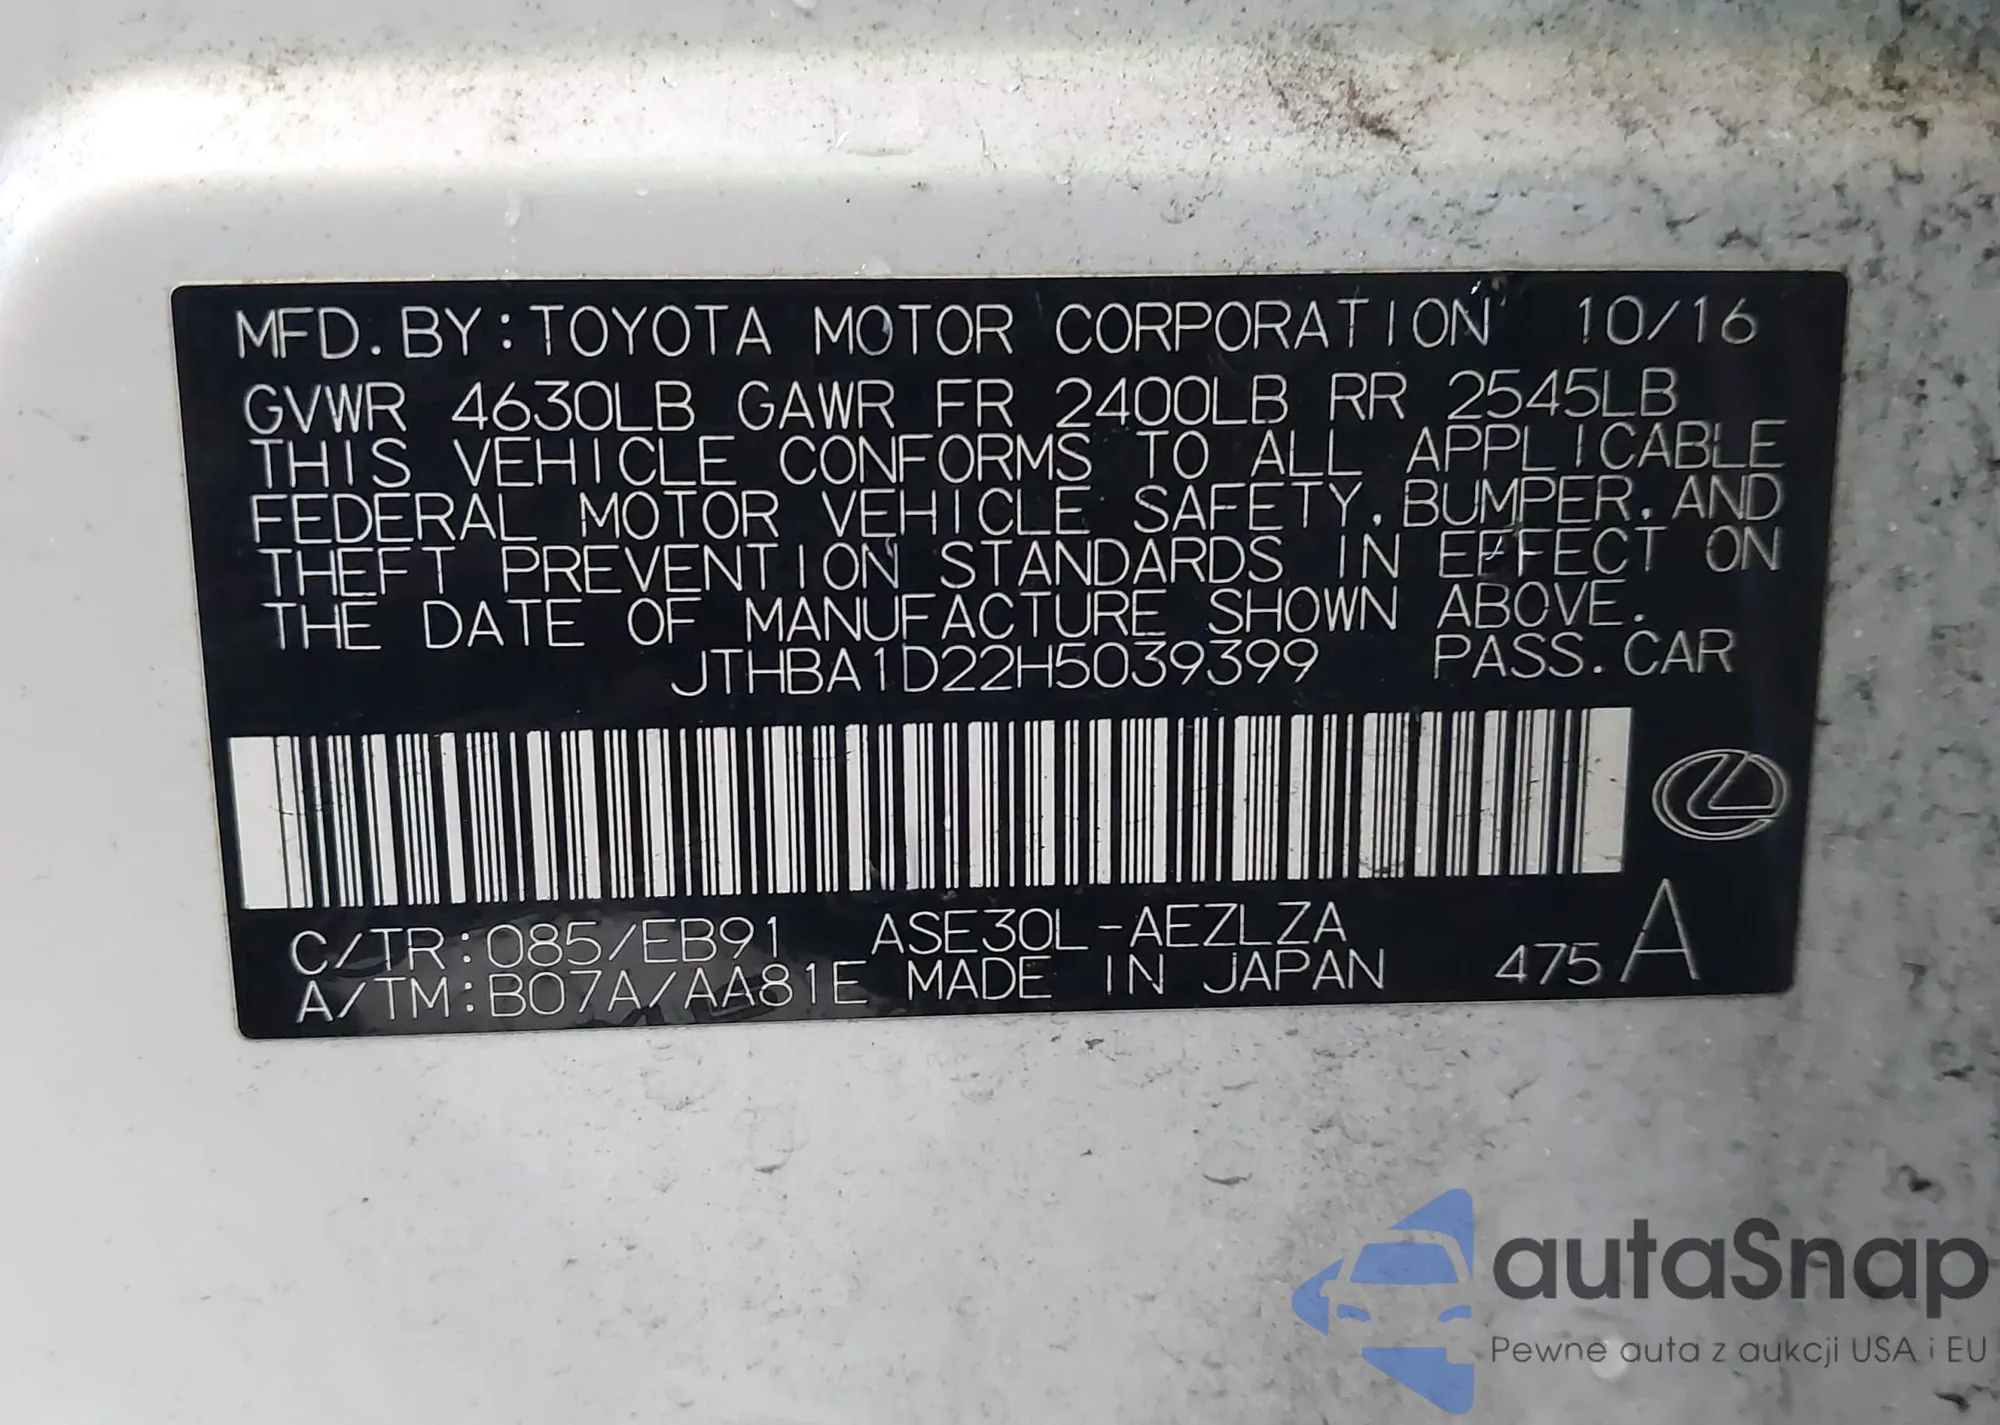 MFD. BY: TOYOTA MOTOR CORPORATION 10/16
GVWR 4630LB GAWR FR 2400LB RR 2545LB
THIS VEHICLE CONFORMS TO ALL APPLICABLE
FEDERAL MOTOR VEHICLE SAFETY, BUMPER, AND
THEFT PREVENTION STANDARDS IN EFFECT ON
THE DATE OF MANUFACTURE SHOWN ABOVE.
JTHBA1D22H5039399 PASS. CAR
C/TR: 085/EB91 ASE30L-AEZLZA
A/TM: B07A/AA81E MADE IN JAPAN 475 A
autaSnap
Pewne auta z aukcji USA i EU